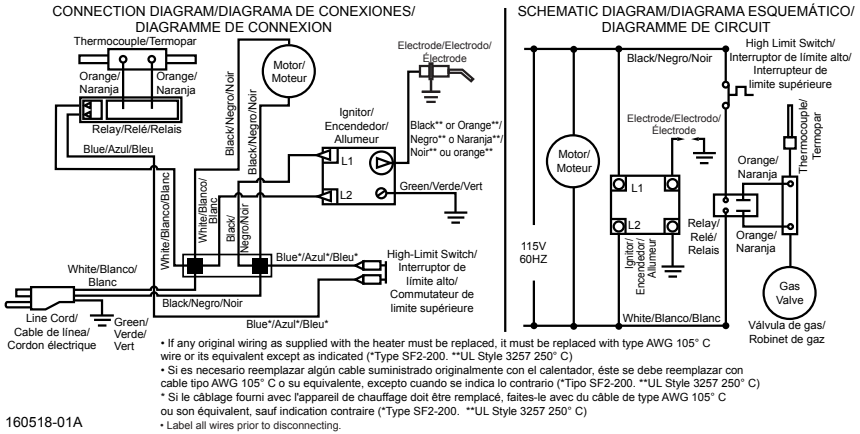 CONNECTION DIAGRAM/DIAGRAMA DE CONEXIONES/
DIAGRAMME DE CONNEXION
Thermocouple/Termopar
Orange/
Naranja
Orange/
Naranja
Relay/Relé/Relais
Blue/Azul/Bleu
White/Blanco/Blanc
White/Blanco/
Blanc
Black/Negro/Noir
Black/Negro/Noir
Black/
Negro/Noir
Motor/
Moteur
Ignitor/
Encendedor/
Allumeur
L1
L2
Electrode/Electrodo/
Électrode
Black** or Orange**/
Negro** o Naranja**/
Noir** ou orange**
Green/Verde/Vert
Blue*/Azul*/Bleu*
High-Limit Switch/
Interruptor de
límite alto/
Commutateur de
limite supérieure
White/Blanco/
Blanc
Black/Negro/Noir
Blue*/Azul*/Bleu*
Line Cord/
Cable de línea/
Cordon électrique
Green/
Verde/
Vert
SCHEMATIC DIAGRAM/DIAGRAMA ESQUEMÁTICO/
DIAGRAMME DE CIRCUIT
Black/Negro/Noir
High Limit Switch/
Interruptor de límite alto/
Interrupteur de
limite supérieure
Electrode/Electrodo/
Électrode
Thermocouple/
Termopar
Motor/
Moteur
L1
L2
Ignitor/
Encendedor/
Allumeur
Orange/
Naranja
Relay/
Relé/
Relais
Orange/
Naranja
115V
60HZ
Gas
Valve
Válvula de gas/
Robinet de gaz
White/Blanco/Blanc
• If any original wiring as supplied with the heater must be replaced, it must be replaced with type AWG 105° C
wire or its equivalent except as indicated (*Type SF2-200. **UL Style 3257 250° C)
• Si es necesario reemplazar algún cable suministrado originalmente con el calentador, éste se debe reemplazar con
cable tipo AWG 105° C o su equivalente, excepto cuando se indica lo contrario (*Tipo SF2-200. **UL Style 3257 250° C)
* Si le câblage fourni avec l'appareil de chauffage doit être remplacé, faites-le avec du câble de type AWG 105° C
ou son équivalent, sauf indication contraire (*Type SF2-200. **UL Style 3257 250° C)
• Label all wires prior to disconnecting.
160518-01A